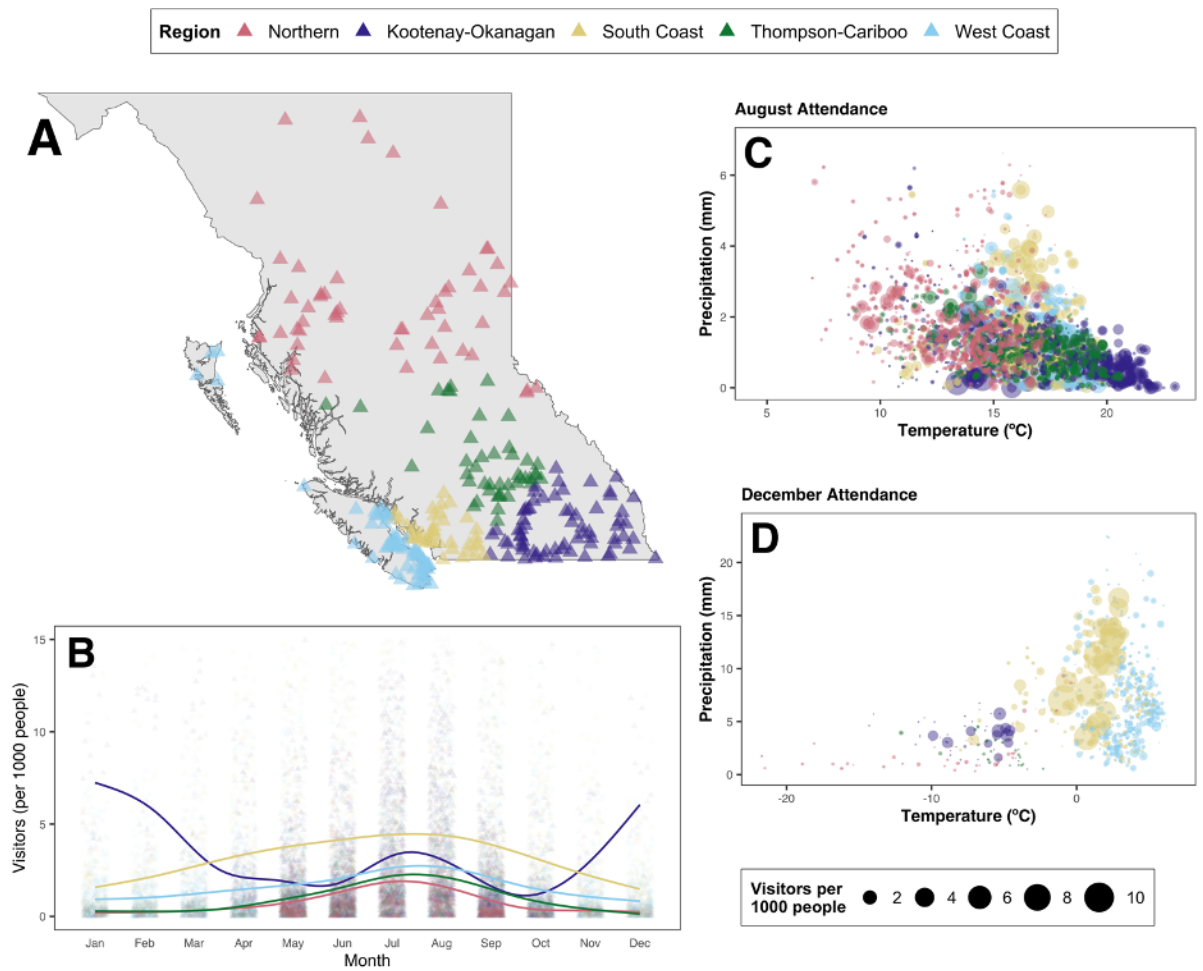 Region Northern Kootenay-Okanagan South Coast Thompson-Cariboo West Coast
A
August Attendance
C
Precipitation (mm)
6
4
2
0
5 10 15 20
Temperature (ºC)
December Attendance
D
Precipitation (mm)
20
15
10
5
0
-20 -10 0
Temperature (ºC)
B
Visitors (per 1000 people)
15
10
5
0
Jan Feb Mar Apr May Jun Jul Aug Sep Oct Nov Dec
Month
Visitors per
1000 people
2 4 6 8 10